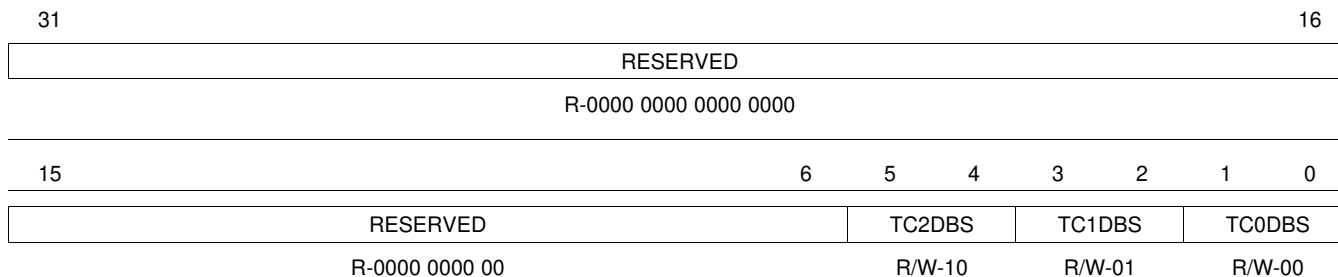 31 16
RESERVED
R-0000 0000 0000 0000
15 6 5 4 3 2 1 0
RESERVED TC2DBS TC1DBS TC0DBS
R-0000 0000 00 R/W-10 R/W-01 R/W-00